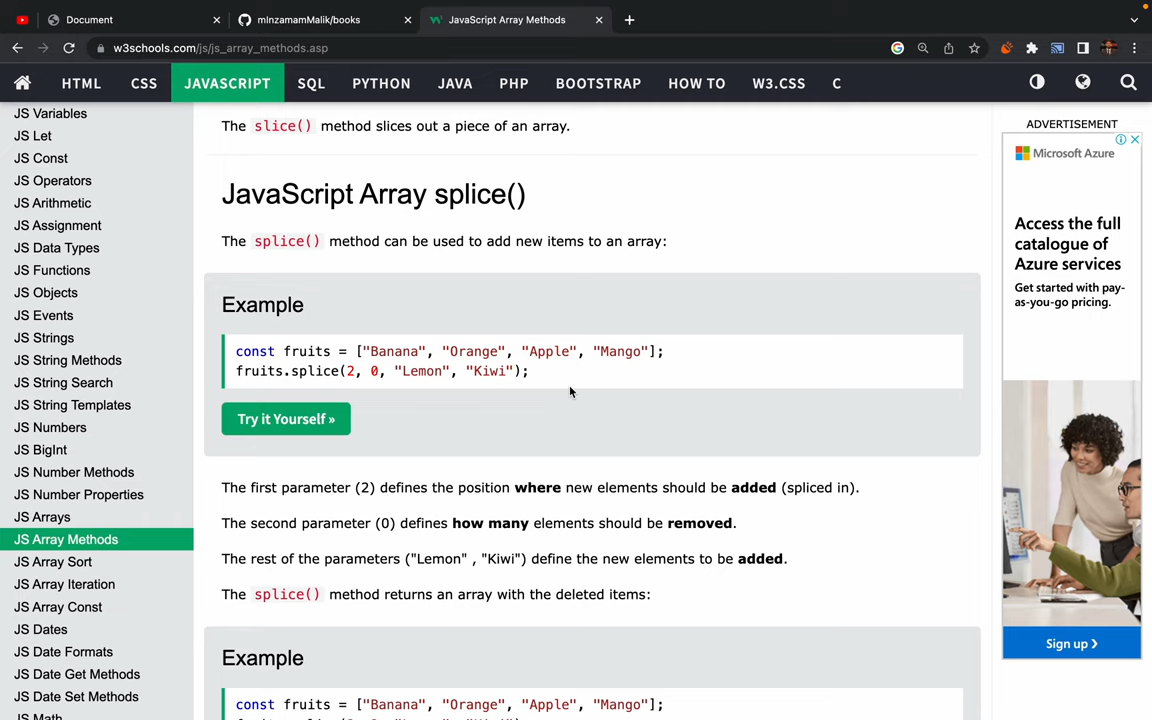 Document
mInzamamMalik/books
JavaScript Array Methods
w3schools.com/js/js_array_methods.asp
HTML CSS JAVASCRIPT SQL PYTHON JAVA PHP BOOTSTRAP HOW TO W3.CSS C
JS Variables
JS Let
JS Const
JS Operators
JS Arithmetic
JS Assignment
JS Data Types
JS Functions
JS Objects
JS Events
JS Strings
JS String Methods
JS String Search
JS String Templates
JS Numbers
JS BigInt
JS Number Methods
JS Number Properties
JS Arrays
JS Array Methods
JS Array Sort
JS Array Iteration
JS Array Const
JS Dates
JS Date Formats
JS Date Get Methods
JS Date Set Methods
JS Math
The slice() method slices out a piece of an array.
JavaScript Array splice()
The splice() method can be used to add new items to an array:
Example
const fruits = ["Banana", "Orange", "Apple", "Mango"];
fruits.splice(2, 0, "Lemon", "Kiwi");
Try it Yourself »
The first parameter (2) defines the position where new elements should be added (spliced in).
The second parameter (0) defines how many elements should be removed.
The rest of the parameters ("Lemon" , "Kiwi") define the new elements to be added.
The splice() method returns an array with the deleted items:
Example
const fruits = ["Banana", "Orange", "Apple", "Mango"];
ADVERTISEMENT
Microsoft Azure
Access the full
catalogue of
Azure services
Get started with pay-
as-you-go pricing.
Sign up ❯